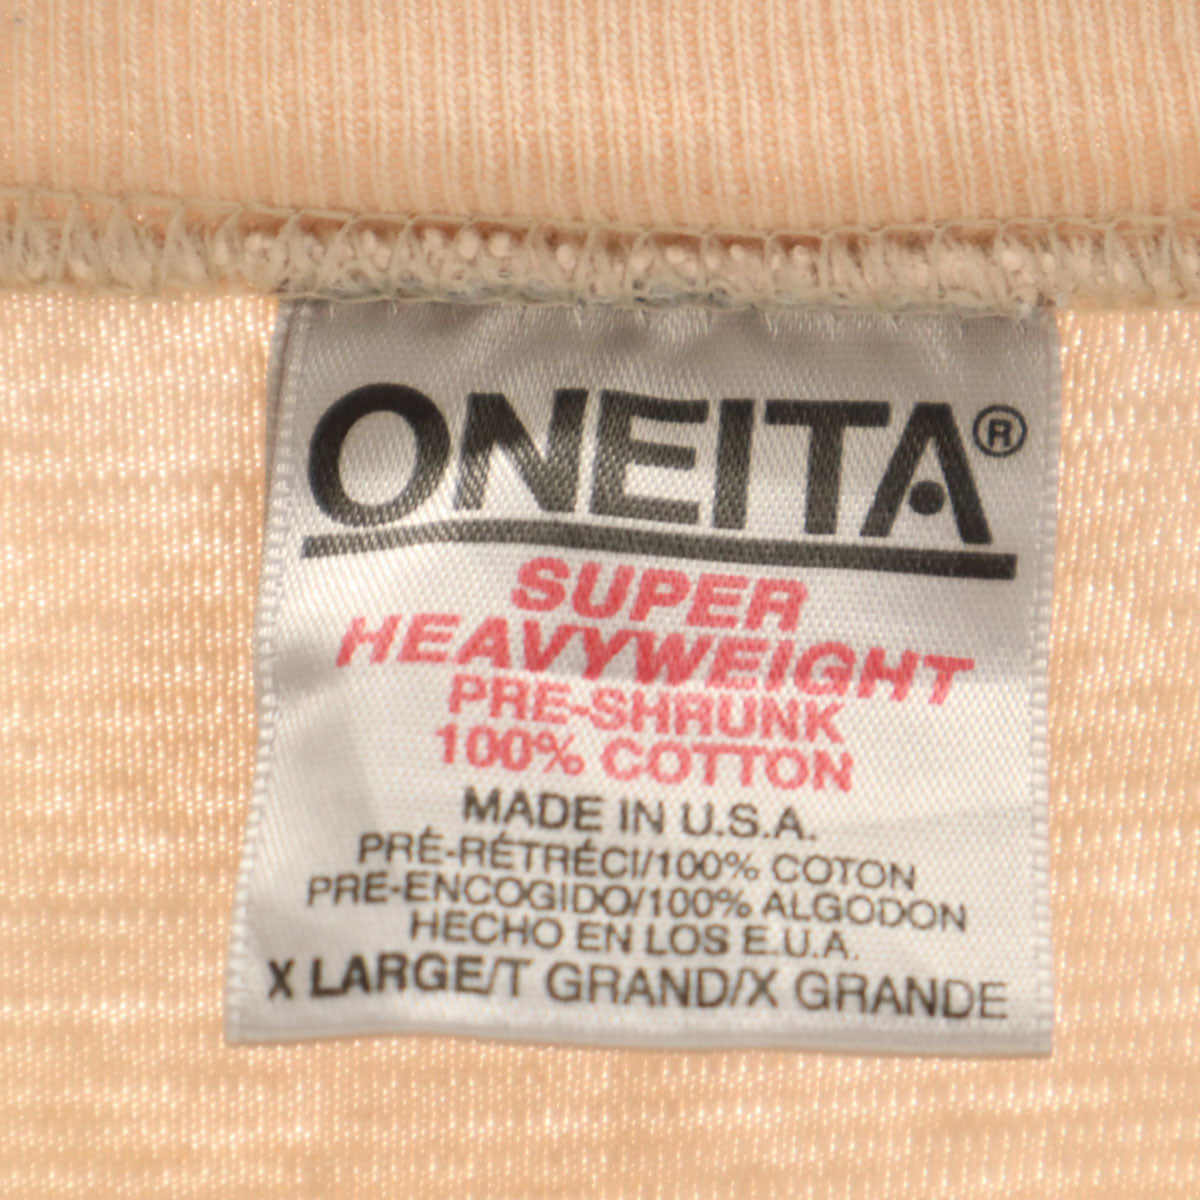 ONEITA®
SUPER
HEAVYWEIGHT
PRE-SHRUNK
100% COTTON
MADE IN U.S.A.
PRÉ-RÉTRÉCI/100% COTON
PRE-ENCOGIDO/100% ALGODON
HECHO EN LOS E.U.A.
X LARGE/T GRAND/X GRANDE